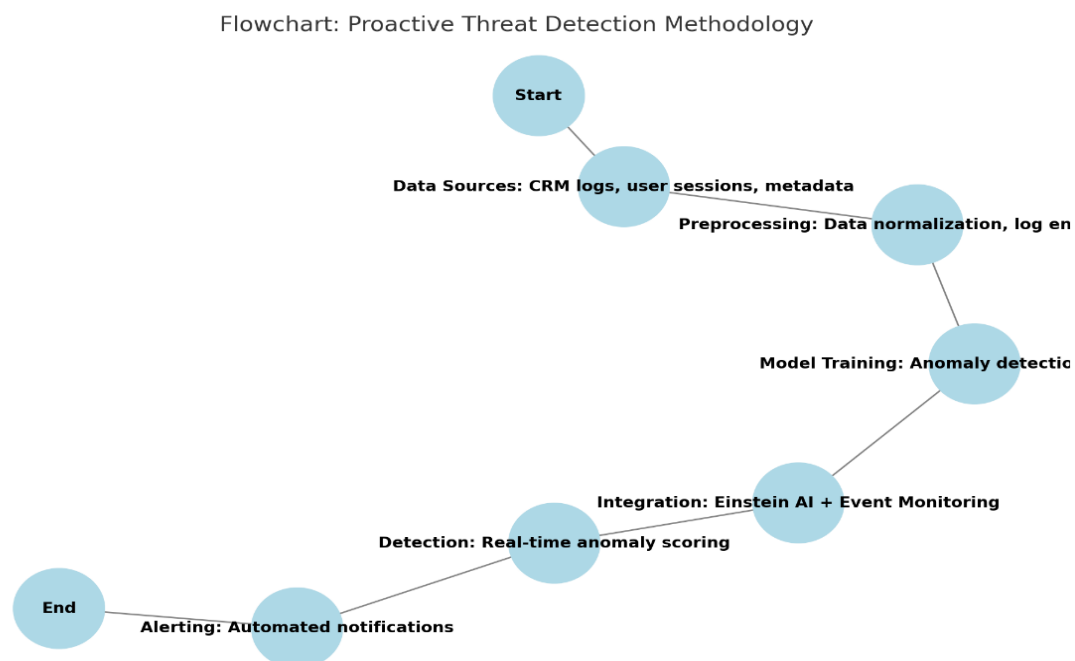 Flowchart: Proactive Threat Detection Methodology
Start
Data Sources: CRM logs, user sessions, metadata
Preprocessing: Data normalization, log en
Model Training: Anomaly detectio
Integration: Einstein AI + Event Monitoring
Detection: Real-time anomaly scoring
Alerting: Automated notifications
End